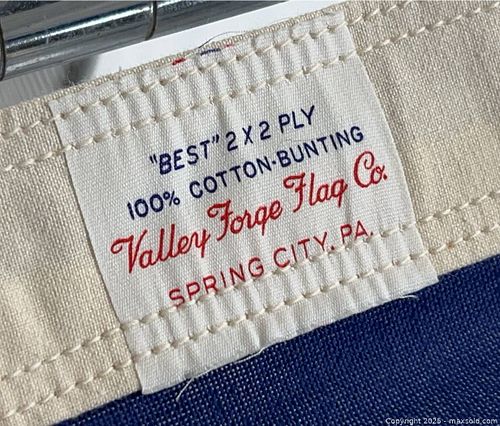 "BEST" 2 X 2 PLY
100% COTTON-BUNTING
Valley Forge Flag Co.
SPRING CITY, PA.
Copyright 2025 - maxsold.com